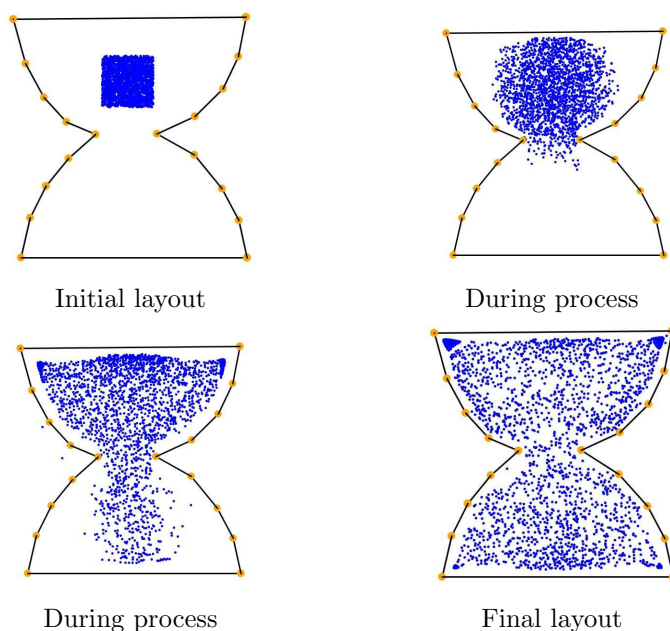 Initial layout
During process
During process
Final layout